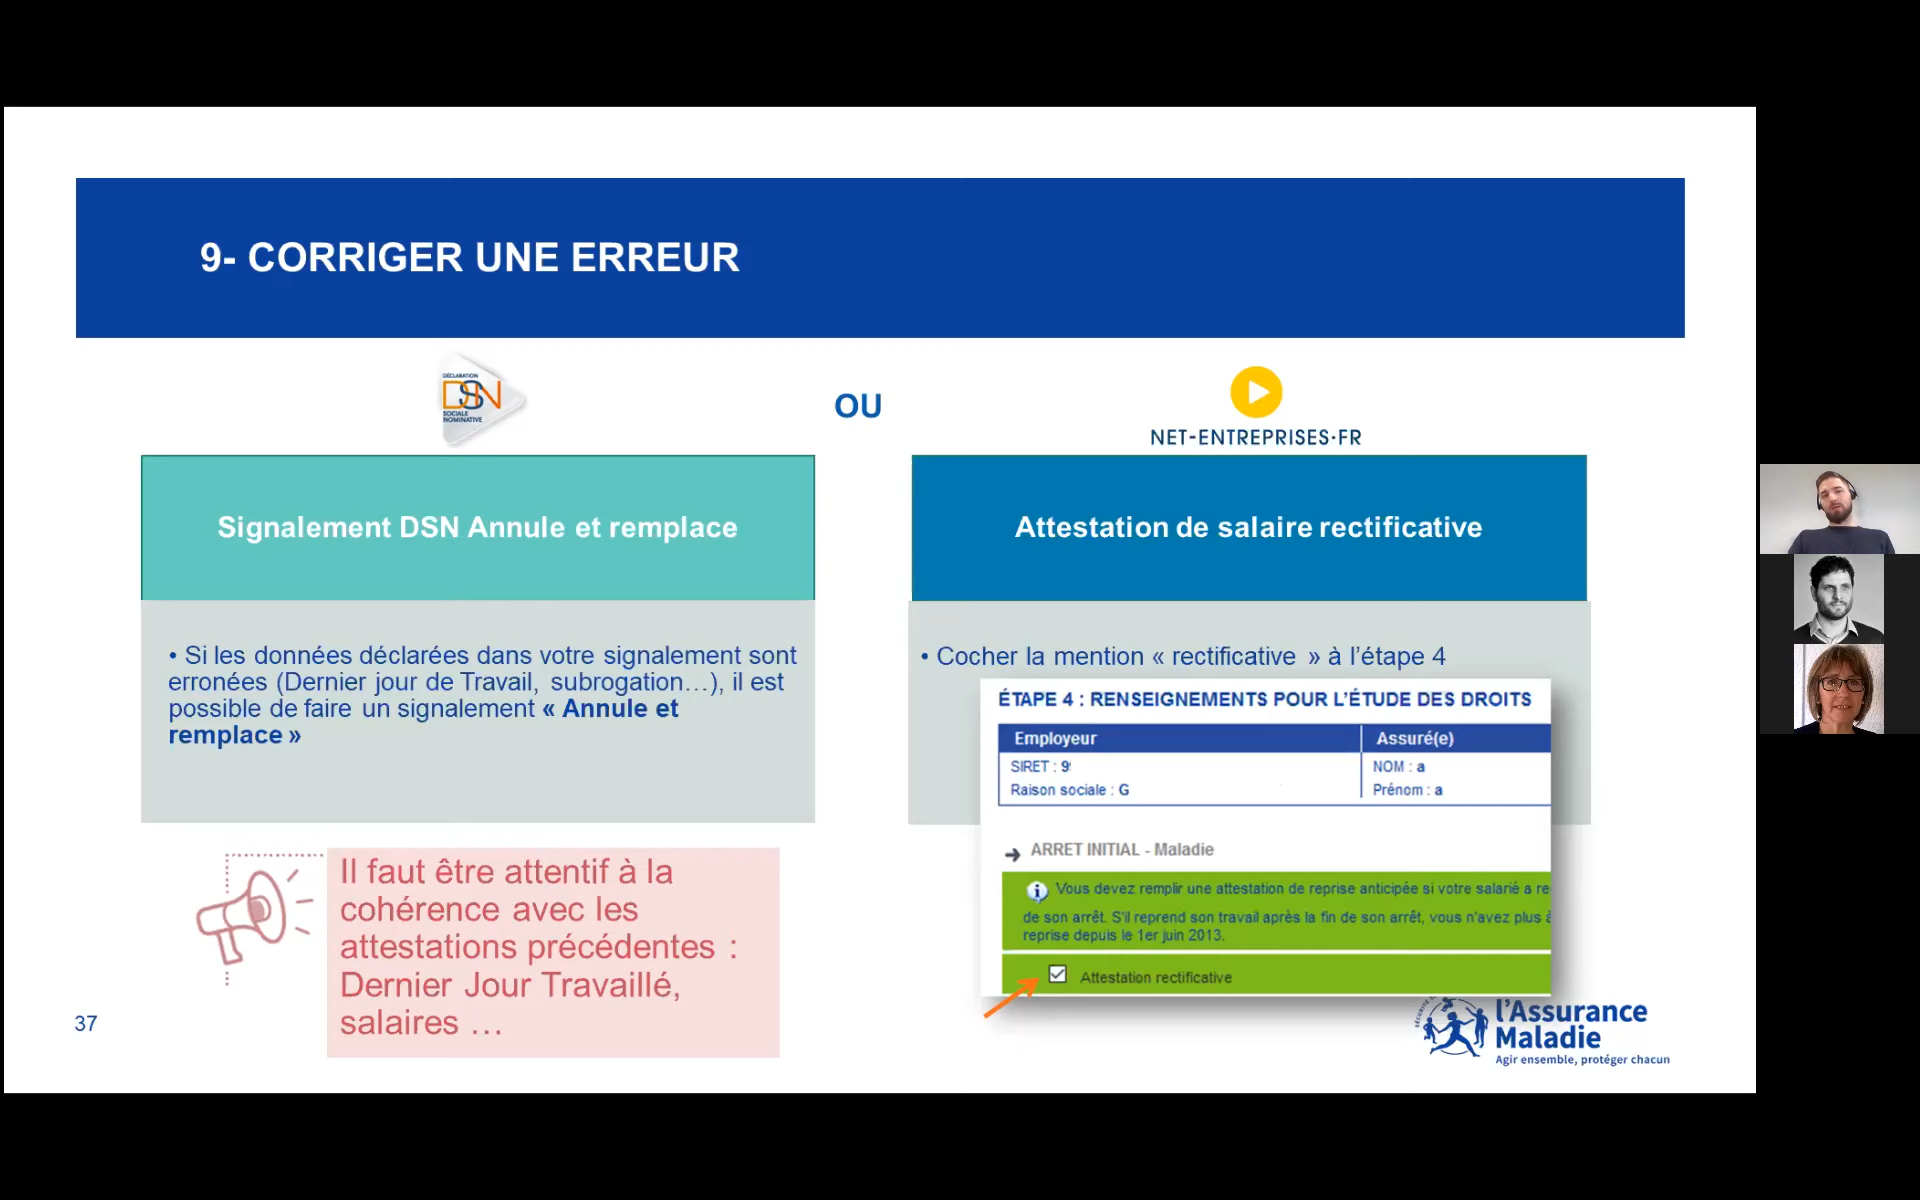 9- CORRIGER UNE ERREUR
DÉCLARATION
DSN
SOCIALE
NOMINATIVE
OU
NET-ENTREPRISES·FR
Signalement DSN Annule et remplace
Attestation de salaire rectificative
• Si les données déclarées dans votre signalement sont
erronées (Dernier jour de Travail, subrogation…), il est
possible de faire un signalement « Annule et
remplace »
• Cocher la mention « rectificative » à l’étape 4
ÉTAPE 4 : RENSEIGNEMENTS POUR L’ÉTUDE DES DROITS
Employeur
Assuré(e)
SIRET : 9
NOM : a
Raison sociale : G
Prénom : a
ARRET INITIAL - Maladie
Vous devez remplir une attestation de reprise anticipée si votre salarié a re
de son arrêt. S'il reprend son travail après la fin de son arrêt, vous n'avez plus à
reprise depuis le 1er juin 2013.
Attestation rectificative
Il faut être attentif à la
cohérence avec les
attestations précédentes :
Dernier Jour Travaillé,
salaires …
37
l’Assurance
Maladie
Agir ensemble, protéger chacun